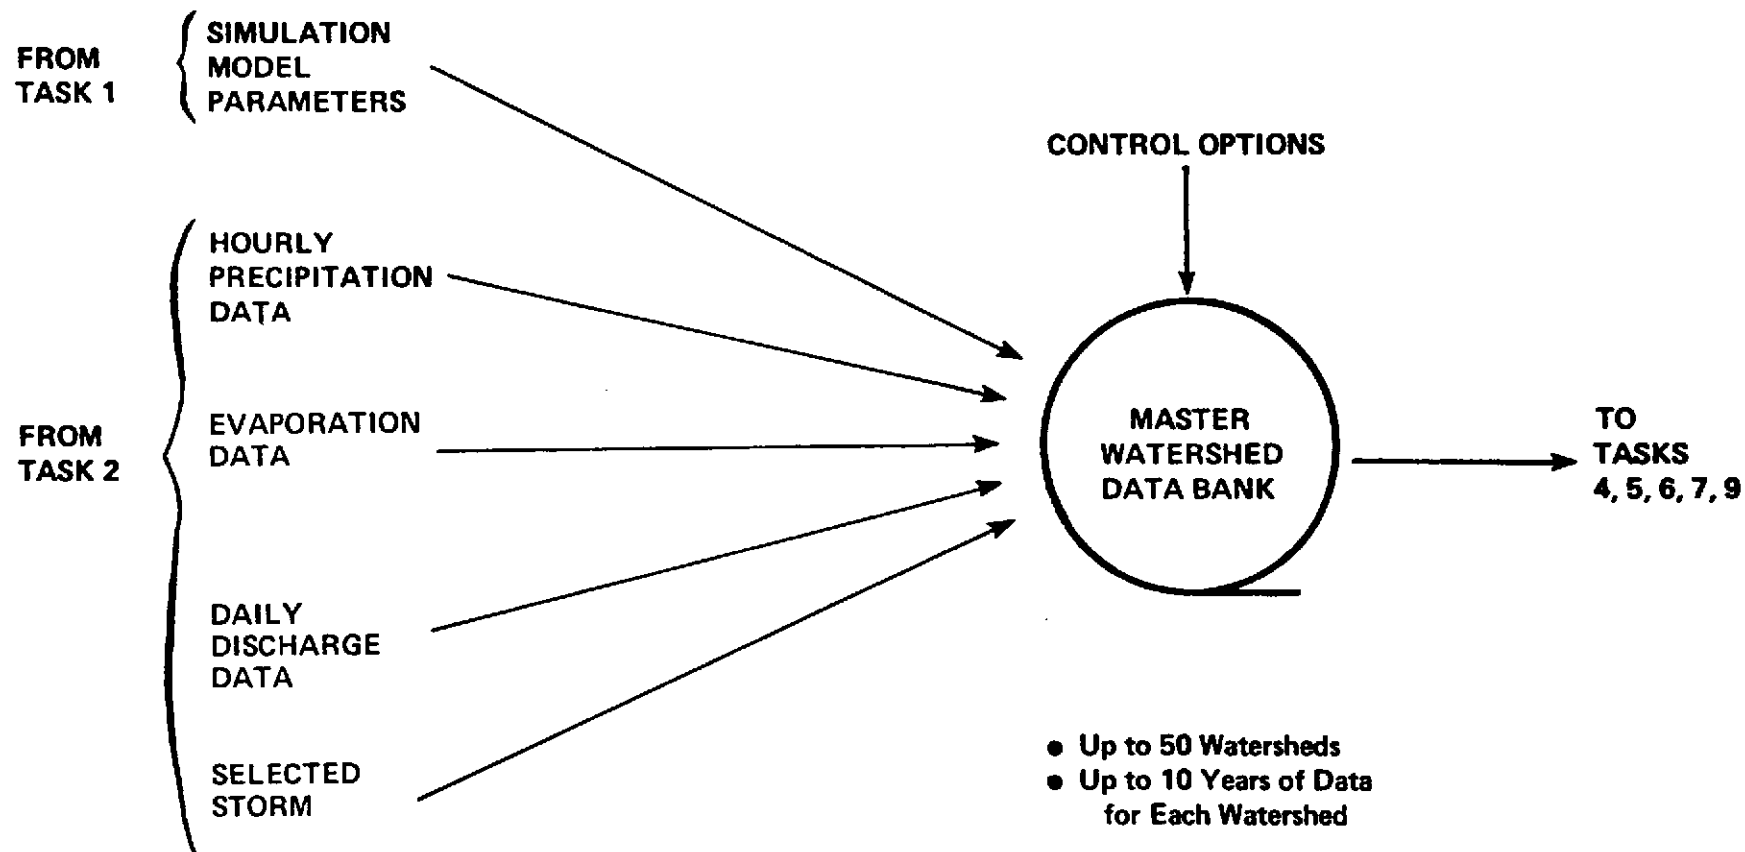 FROM
TASK 1
SIMULATION
MODEL
PARAMETERS
CONTROL OPTIONS
FROM
TASK 2
HOURLY
PRECIPITATION
DATA
EVAPORATION
DATA
DAILY
DISCHARGE
DATA
SELECTED
STORM
MASTER
WATERSHED
DATA BANK
TO
TASKS
4, 5, 6, 7, 9
● Up to 50 Watersheds
● Up to 10 Years of Data
for Each Watershed